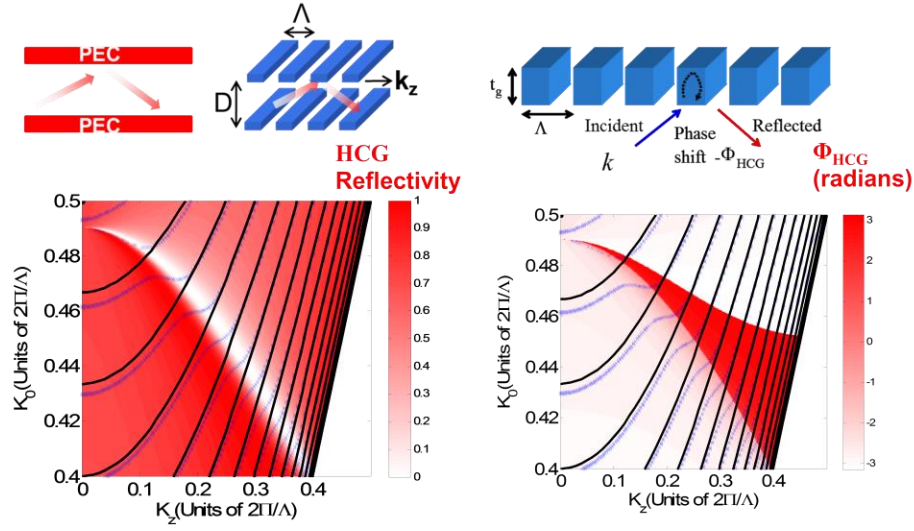 PEC
PEC
Λ
D
k_z
t_g
Λ
Incident
k
Phase
shift -Φ_HCG
Reflected
HCG
Reflectivity
Φ_HCG
(radians)
0.5
0.48
0.46
0.44
0.42
0.4
K_0(Units of 2Π/Λ)
0
0.1
0.2
0.3
0.4
K_z(Units of 2Π/Λ)
1
0.9
0.8
0.7
0.6
0.5
0.4
0.3
0.2
0.1
0
0.5
0.48
0.46
0.44
0.42
0.4
K_0(Units of 2Π/Λ)
0
0.1
0.2
0.3
0.4
K_z(Units of 2Π/Λ)
3
2
1
0
-1
-2
-3